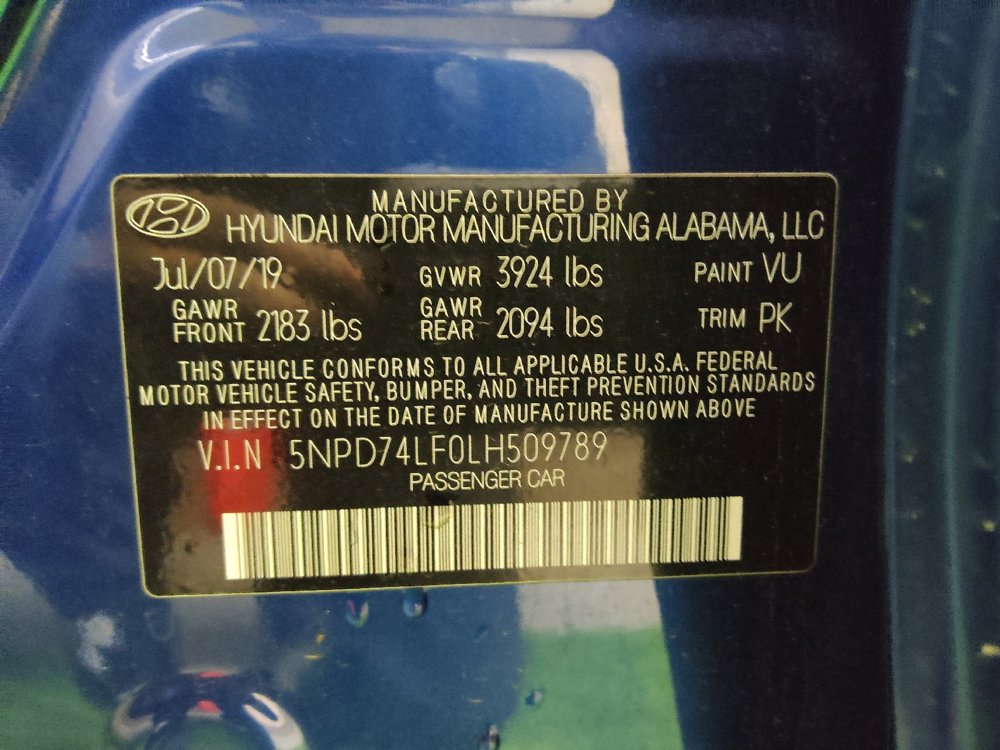 MANUFACTURED BY
HYUNDAI MOTOR MANUFACTURING ALABAMA, LLC
Jul/07/19 GVWR 3924 lbs PAINT VU
GAWR FRONT 2183 lbs GAWR REAR 2094 lbs TRIM PK
THIS VEHICLE CONFORMS TO ALL APPLICABLE U.S.A. FEDERAL
MOTOR VEHICLE SAFETY, BUMPER, AND THEFT PREVENTION STANDARDS
IN EFFECT ON THE DATE OF MANUFACTURE SHOWN ABOVE
V.I.N 5NPD74LF0LH509789
PASSENGER CAR